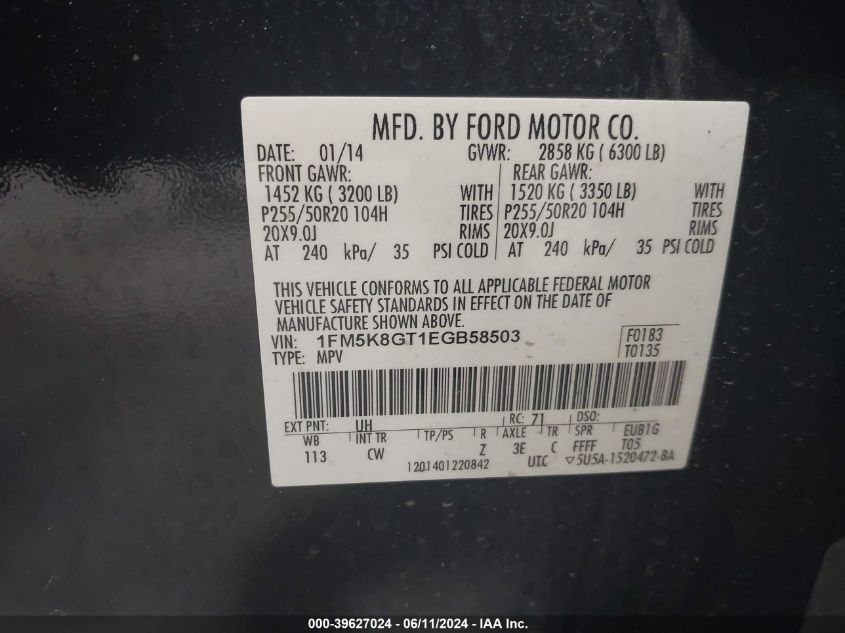 MFD. BY FORD MOTOR CO.
DATE: 01/14 GVWR: 2858 KG ( 6300 LB)
FRONT GAWR: REAR GAWR:
1452 KG ( 3200 LB) WITH 1520 KG ( 3350 LB) WITH
P255/50R20 104H TIRES P255/50R20 104H TIRES
20X9.0J RIMS 20X9.0J RIMS
AT 240 kPa/ 35 PSI COLD AT 240 kPa/ 35 PSI COLD
THIS VEHICLE CONFORMS TO ALL APPLICABLE FEDERAL MOTOR
VEHICLE SAFETY STANDARDS IN EFFECT ON THE DATE OF
MANUFACTURE SHOWN ABOVE.
VIN: 1FM5K8GT1EGB58503 F0183
TYPE: MPV T0135
EXT PNT: UH RC: 71 DSO:
WB INT TR TP/PS R AXLE TR SPR EUB1G
113 CW Z 3E C FFFF T05
1201401220842 UTC ▽5U5A-1520472-BA
000-39627024 - 06/11/2024 - IAA Inc.